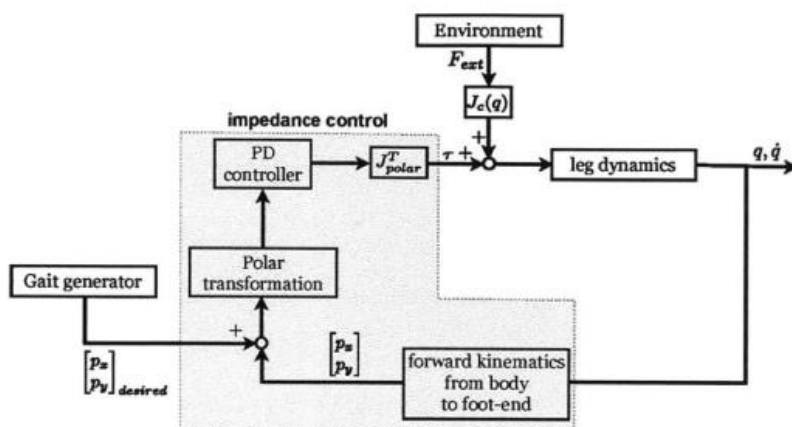 Environment
F_ext
J_c(q)
impedance control
+
PD
controller
J^T_polar
τ +
leg dynamics
q, q̇
Polar
transformation
Gait generator
+
[p_x
p_y]
[p_x
p_y]desired
forward kinematics
from body
to foot-end